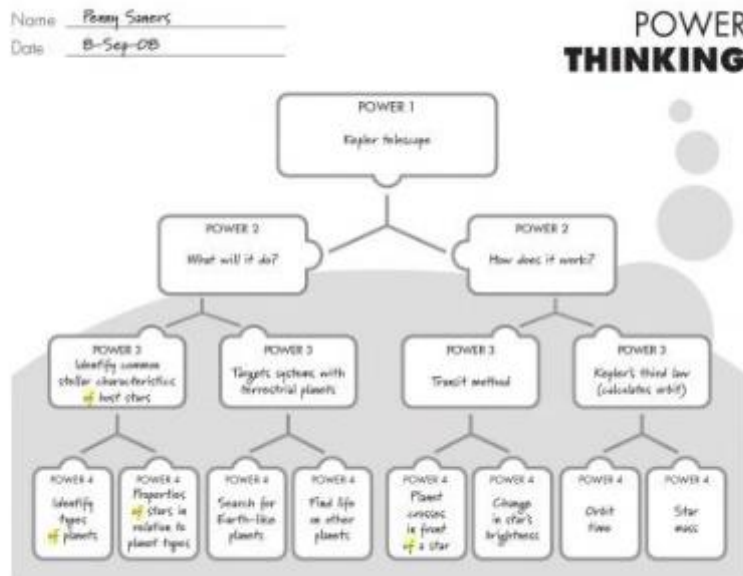 Name Penny Somers
Date 8-Sep-08
POWER
THINKING
POWER 1
Kepler telescope
POWER 2
What will it do?
POWER 2
How does it work?
POWER 3
Identify common
stellar characteristics
of host stars
POWER 3
Targets systems with
terrestrial planets
POWER 3
Transit method
POWER 3
Kepler's third law
(calculates orbit)
POWER 4
Identify
types
of planets
POWER 4
Properties
of stars in
relation to
planet types
POWER 4
Search for
Earth-like
planets
POWER 4
Find life
on other
planets
POWER 4
Planet
crosses
in front
of a star
POWER 4
Change
in star's
brightness
POWER 4
Orbit
time
POWER 4
Star
mass